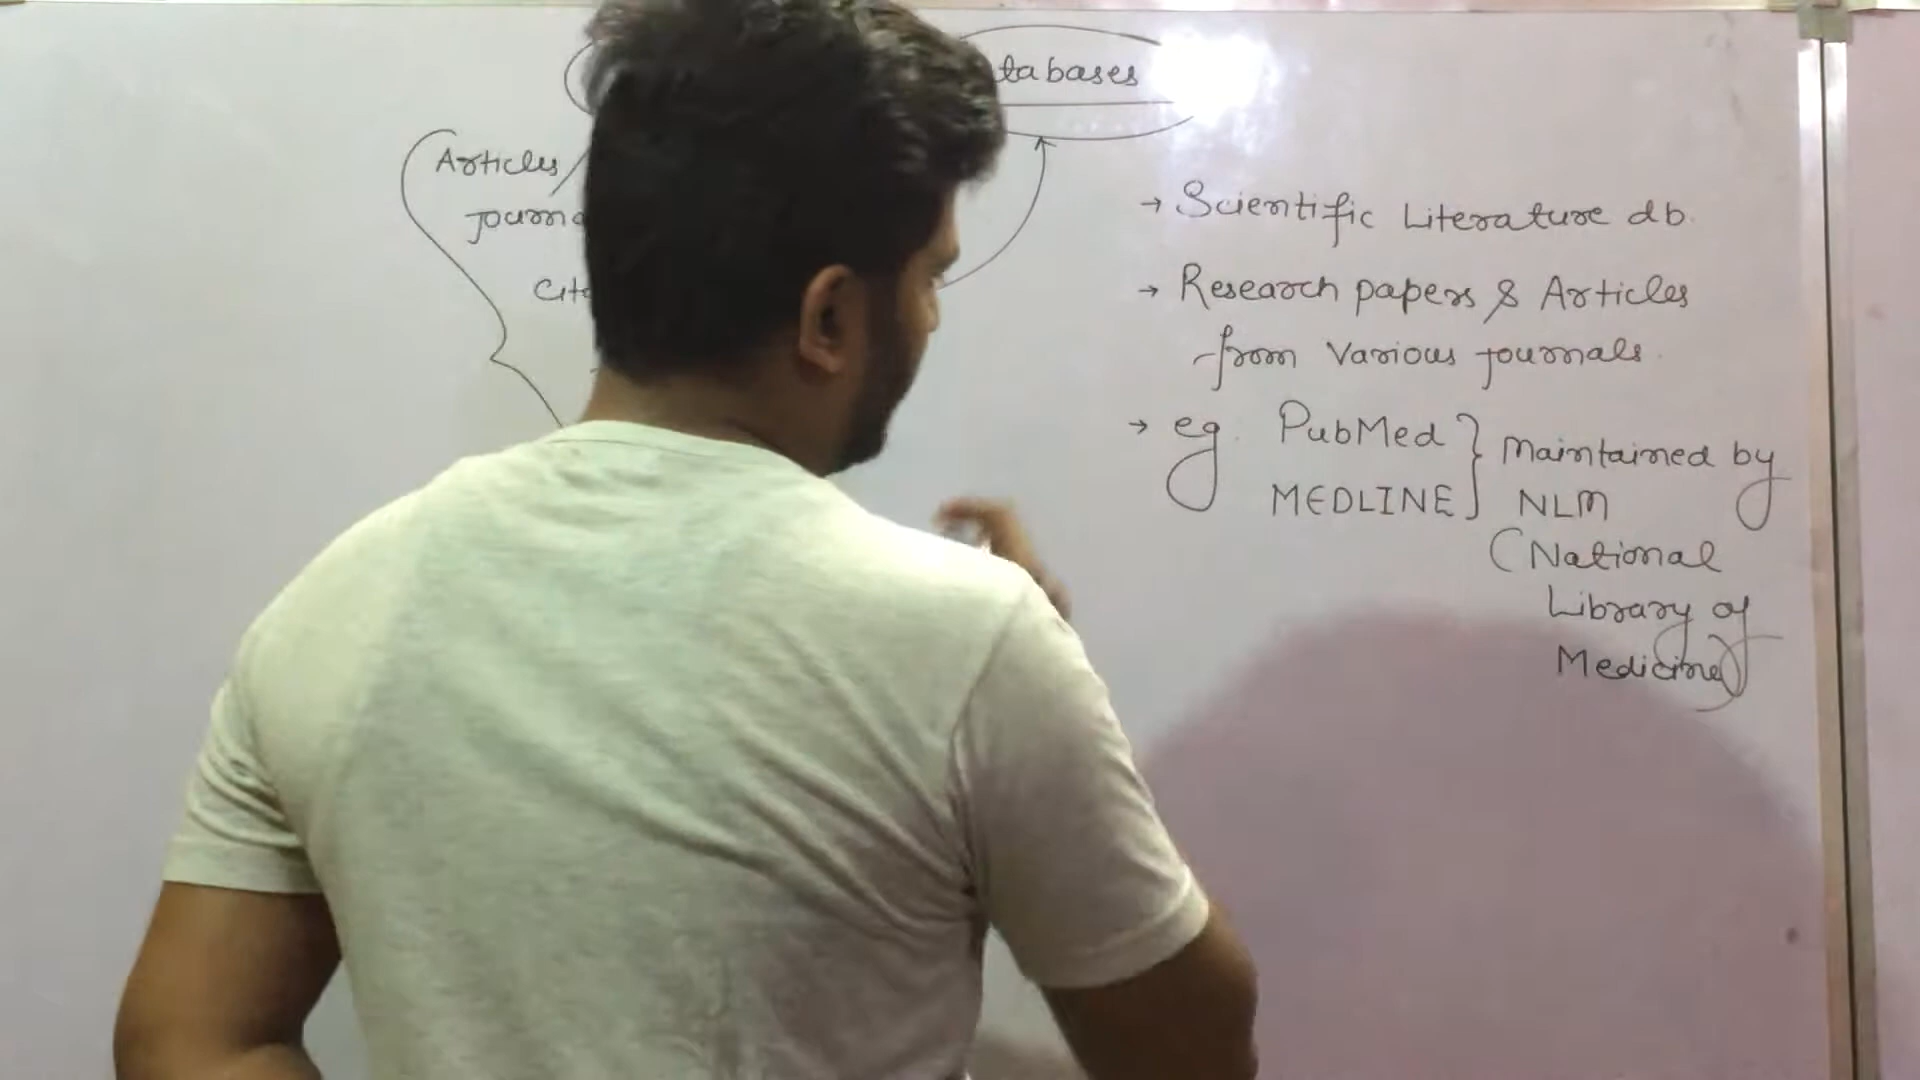 Articles /
→ Scientific Literature db.
→ Research papers & Articles
from Various journals.
→ eg. PubMed } Maintained by
MEDLINE NLM
(National
Library of
Medicine)